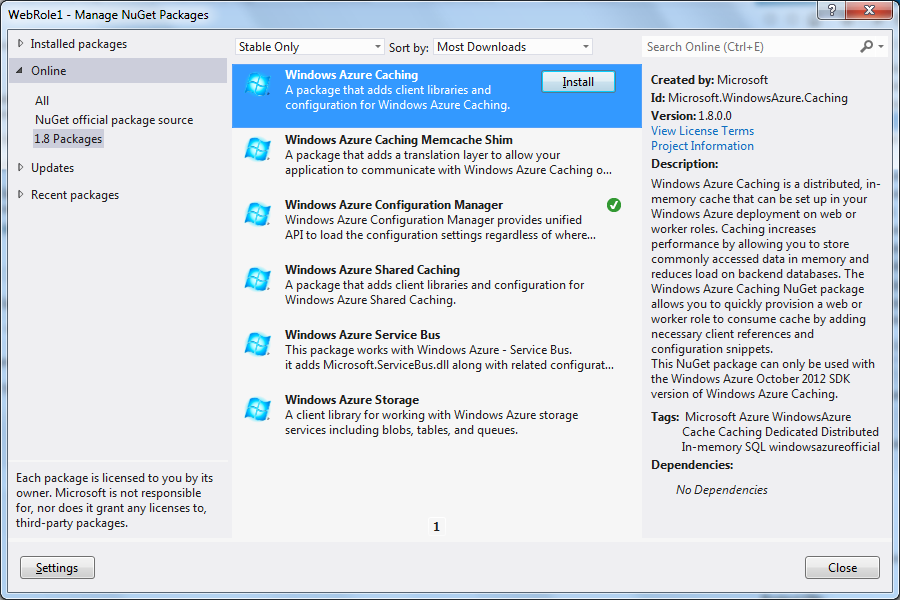 WebRole1 - Manage NuGet Packages
Installed packages
Online
All
NuGet official package source
1.8 Packages
Updates
Recent packages
Each package is licensed to you by its
owner. Microsoft is not responsible
for, nor does it grant any licenses to,
third-party packages.
Settings
Stable Only
Sort by:
Most Downloads
Windows Azure Caching
A package that adds client libraries and
configuration for Windows Azure Caching.
Install
Windows Azure Caching Memcache Shim
A package that adds a translation layer to allow your
application to communicate with Windows Azure Caching o...
Windows Azure Configuration Manager
Windows Azure Configuration Manager provides unified
API to load the configuration settings regardless of where...
Windows Azure Shared Caching
A package that adds client libraries and configuration for
Windows Azure Shared Caching.
Windows Azure Service Bus
This package works with Windows Azure - Service Bus.
it adds Microsoft.ServiceBus.dll along with related configurat...
Windows Azure Storage
A client library for working with Windows Azure storage
services including blobs, tables, and queues.
1
Search Online (Ctrl+E)
Created by: Microsoft
Id: Microsoft.WindowsAzure.Caching
Version: 1.8.0.0
View License Terms
Project Information
Description:
Windows Azure Caching is a distributed, in-
memory cache that can be set up in your
Windows Azure deployment on web or
worker roles. Caching increases
performance by allowing you to store
commonly accessed data in memory and
reduces load on backend databases. The
Windows Azure Caching NuGet package
allows you to quickly provision a web or
worker role to consume cache by adding
necessary client references and
configuration snippets.
This NuGet package can only be used with
the Windows Azure October 2012 SDK
version of Windows Azure Caching.
Tags: Microsoft Azure WindowsAzure
Cache Caching Dedicated Distributed
In-memory SQL windowsazureofficial
Dependencies:
No Dependencies
Close